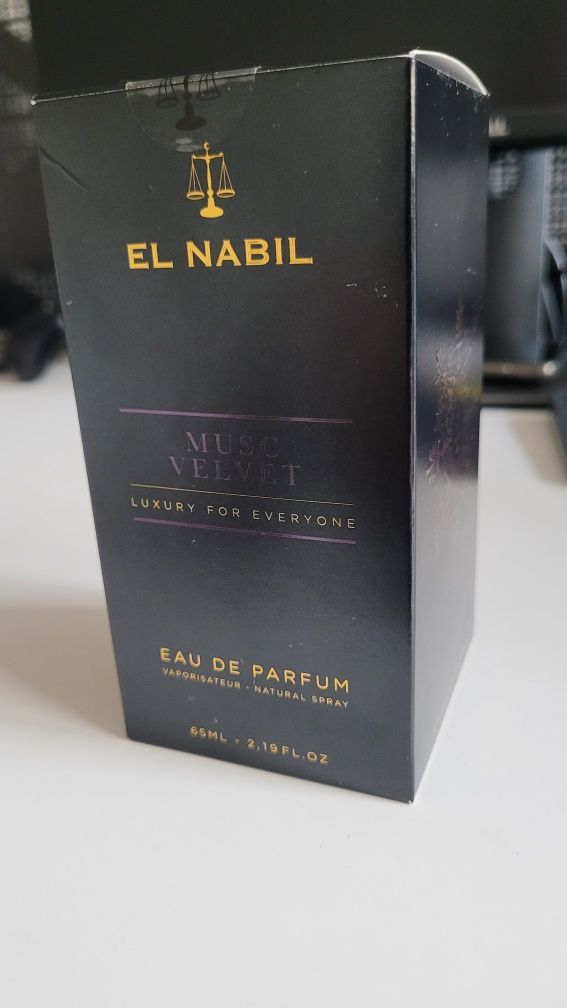 EL NABIL
MUSC
VELVET
LUXURY FOR EVERYONE
EAU DE PARFUM
VAPORISATEUR - NATURAL SPRAY
65ML - 2,19FL.OZ